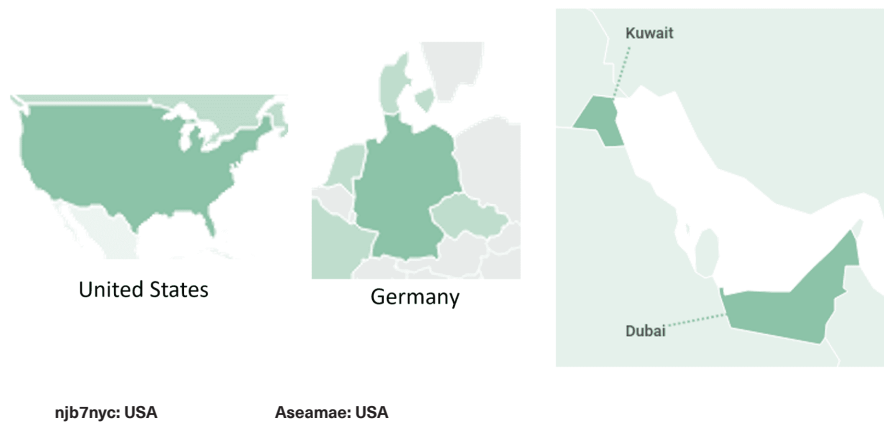 Kuwait
United States
Germany
Dubai
njb7nyc: USA
Aseamae: USA